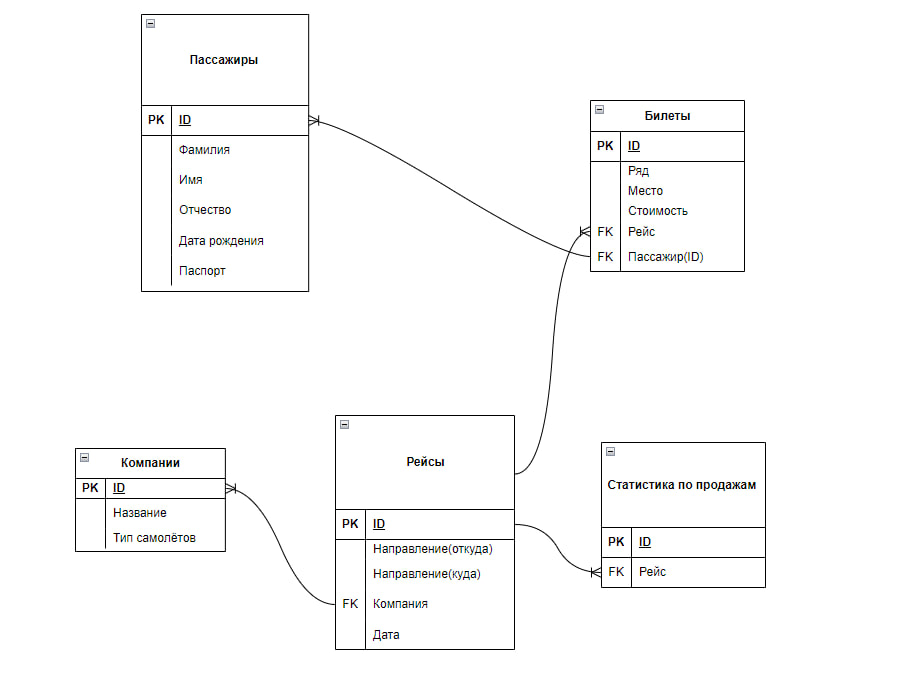 Пассажиры
PK ID
Фамилия
Имя
Отчество
Дата рождения
Паспорт
Билеты
PK ID
Ряд
Место
Стоимость
FK Рейс
FK Пассажир(ID)
Компании
PK ID
Название
Тип самолётов
Рейсы
PK ID
Направление(откуда)
Направление(куда)
FK Компания
Дата
Статистика по продажам
PK ID
FK Рейс